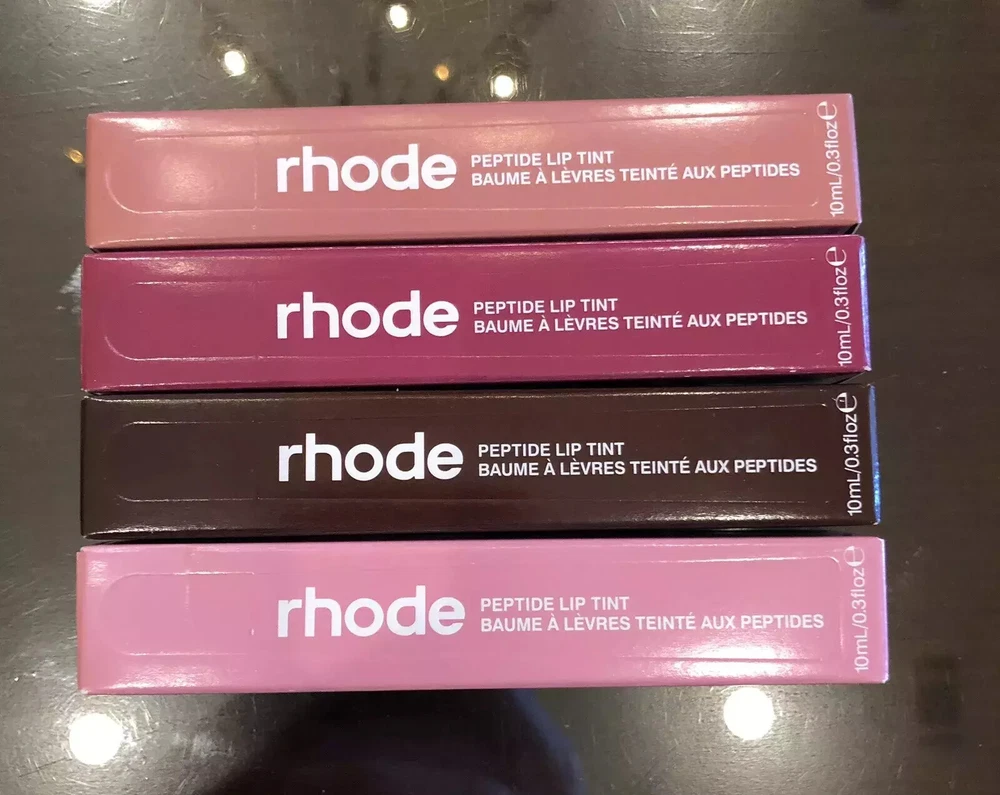 rhode
PEPTIDE LIP TINT
BAUME À LÈVRES TEINTÉ AUX PEPTIDES
10mL/0.3floz℮
rhode
PEPTIDE LIP TINT
BAUME À LÈVRES TEINTÉ AUX PEPTIDES
10mL/0.3floz℮
rhode
PEPTIDE LIP TINT
BAUME À LÈVRES TEINTÉ AUX PEPTIDES
10mL/0.3floz℮
rhode
PEPTIDE LIP TINT
BAUME À LÈVRES TEINTÉ AUX PEPTIDES
10mL/0.3floz℮